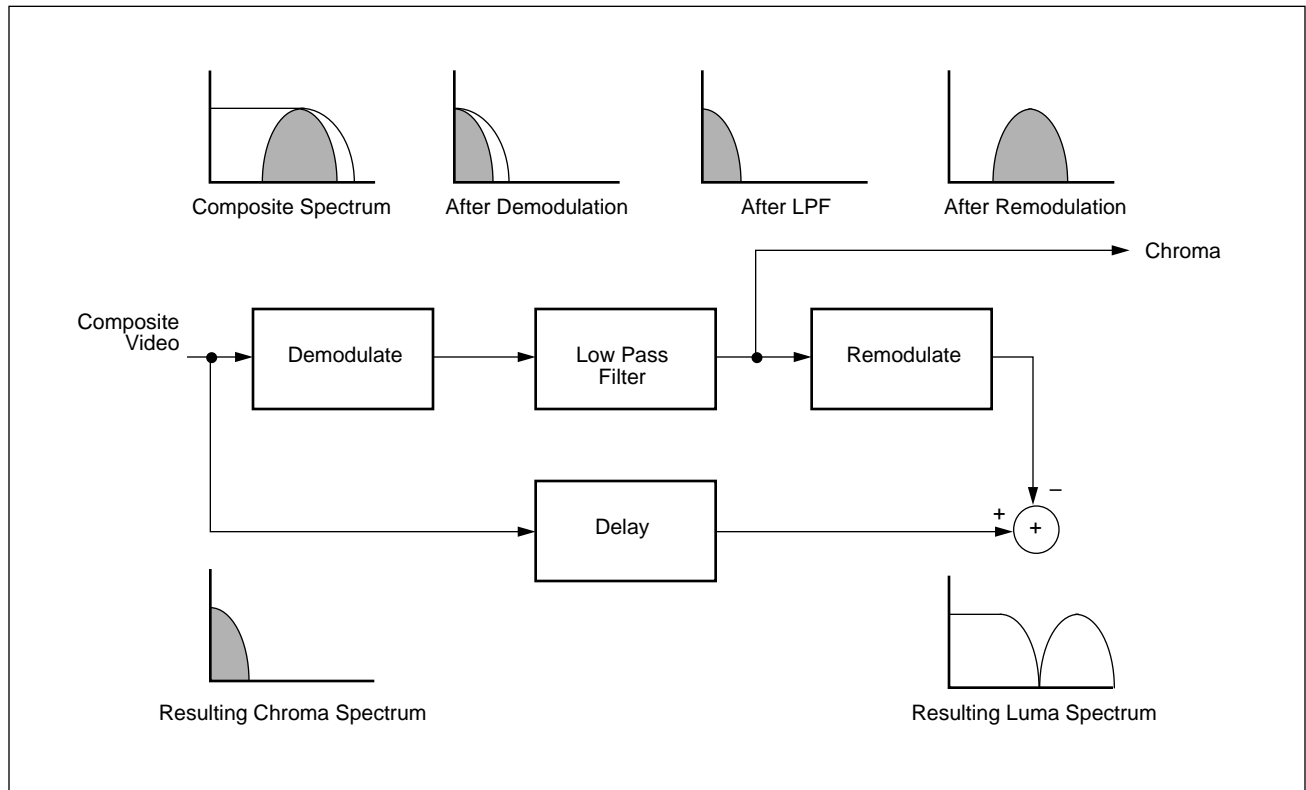 Composite Spectrum
After Demodulation
After LPF
After Remodulation
Chroma
Composite
Video
Demodulate
Low Pass
Filter
Remodulate
–
+
+
Delay
Resulting Chroma Spectrum
Resulting Luma Spectrum